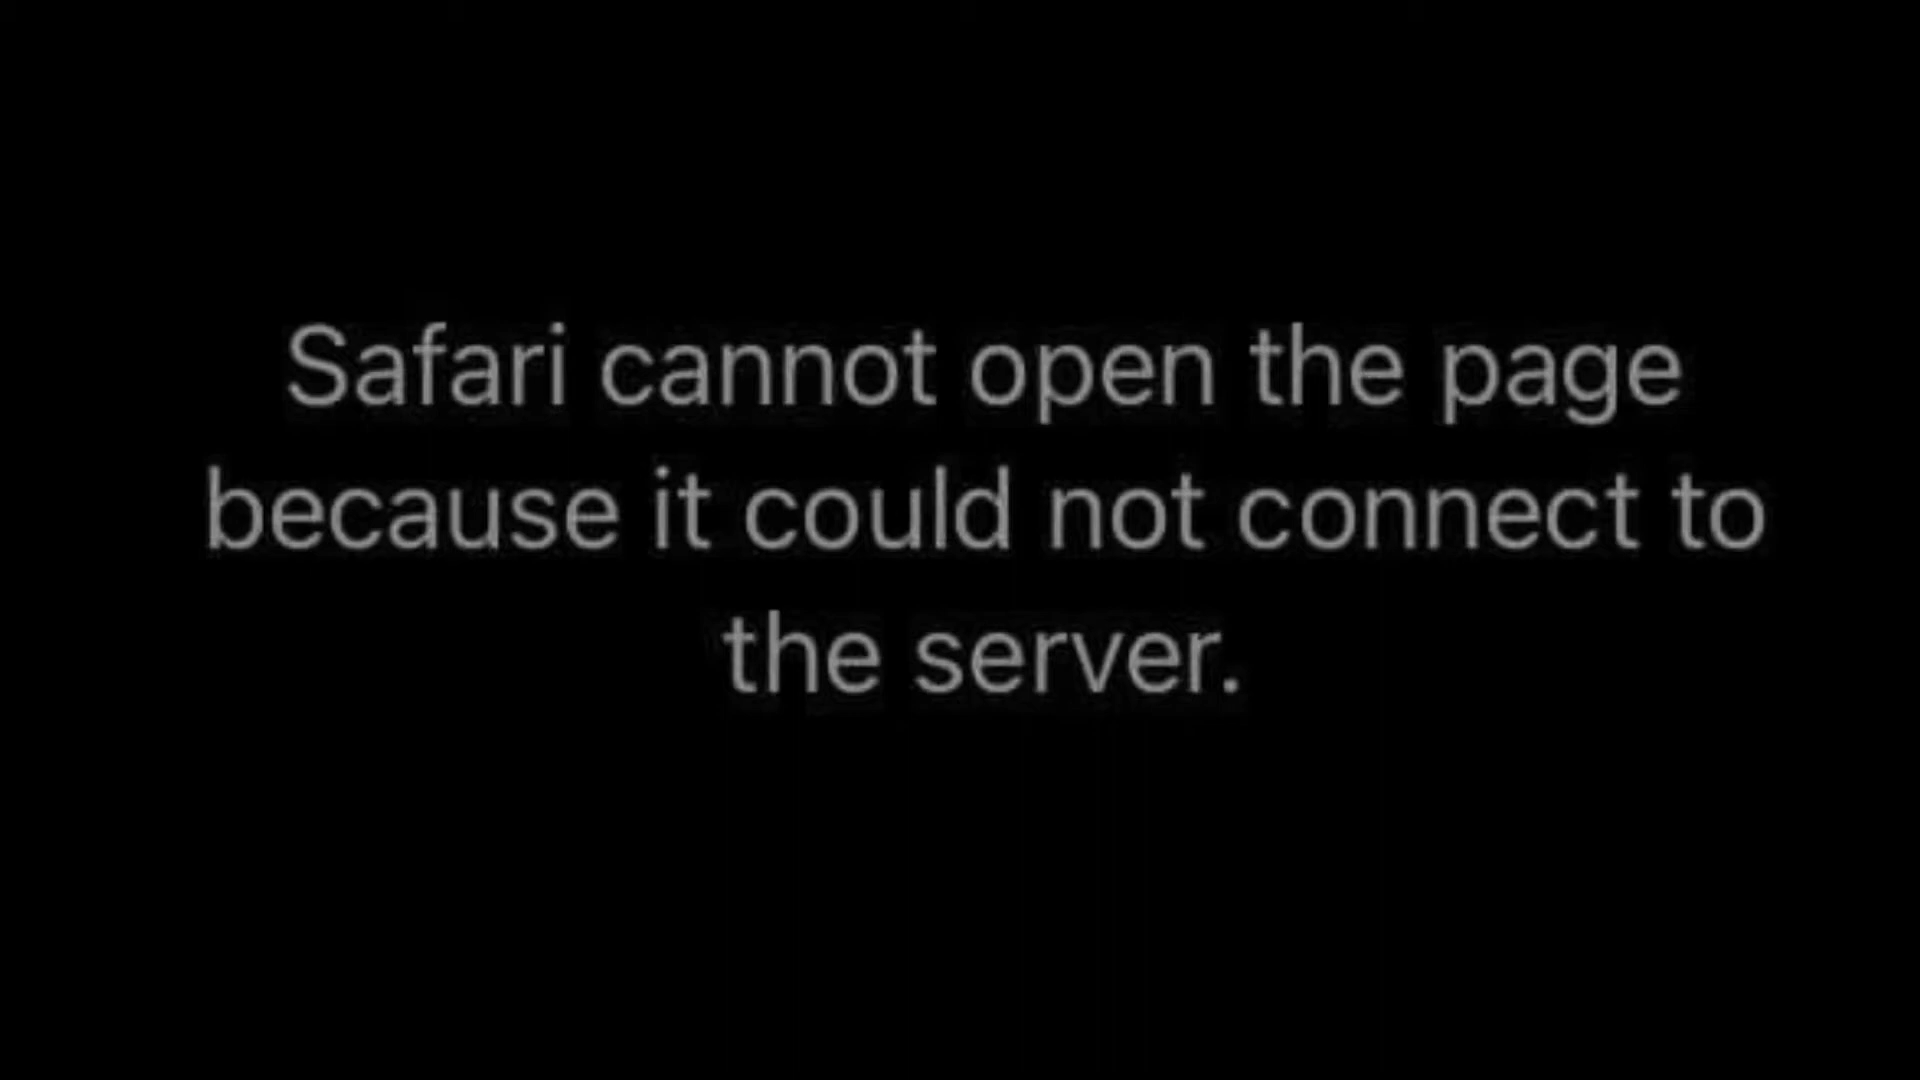 Safari cannot open the page
because it could not connect to
the server.